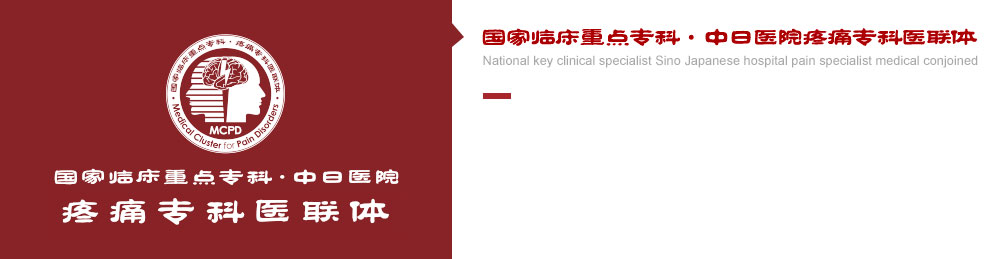 国家临床重点专科·疼痛专科医联体
MCPD
Medical Cluster for Pain Disorders
国家临床重点专科·中日医院
疼痛专科医联体
国家临床重点专科·中日医院疼痛专科医联体
National key clinical specialist Sino Japanese hospital pain specialist medical conjoined